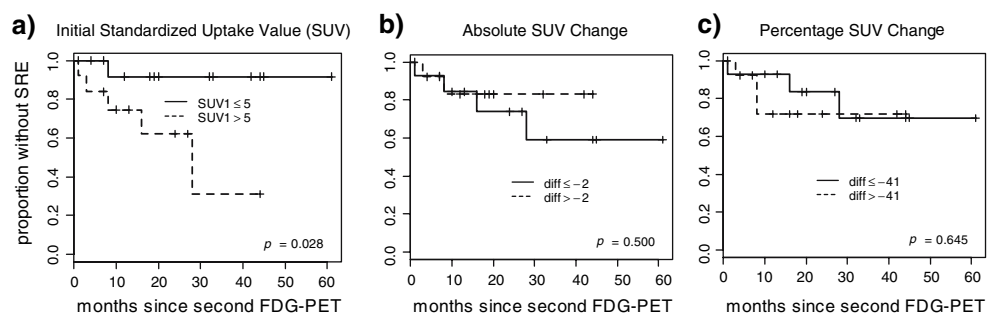 a) Initial Standardized Uptake Value (SUV)
proportion without SRE
1.0
0.8
0.6
0.4
0.2
0.0
SUV1 ≤ 5
SUV1 > 5
p = 0.028
0 10 20 30 40 50 60
months since second FDG-PET
b) Absolute SUV Change
1.0
0.8
0.6
0.4
0.2
0.0
diff ≤ −2
diff > −2
p = 0.500
0 10 20 30 40 50 60
months since second FDG-PET
c) Percentage SUV Change
1.0
0.8
0.6
0.4
0.2
0.0
diff ≤ −41
diff > −41
p = 0.645
0 10 20 30 40 50 60
months since second FDG-PET